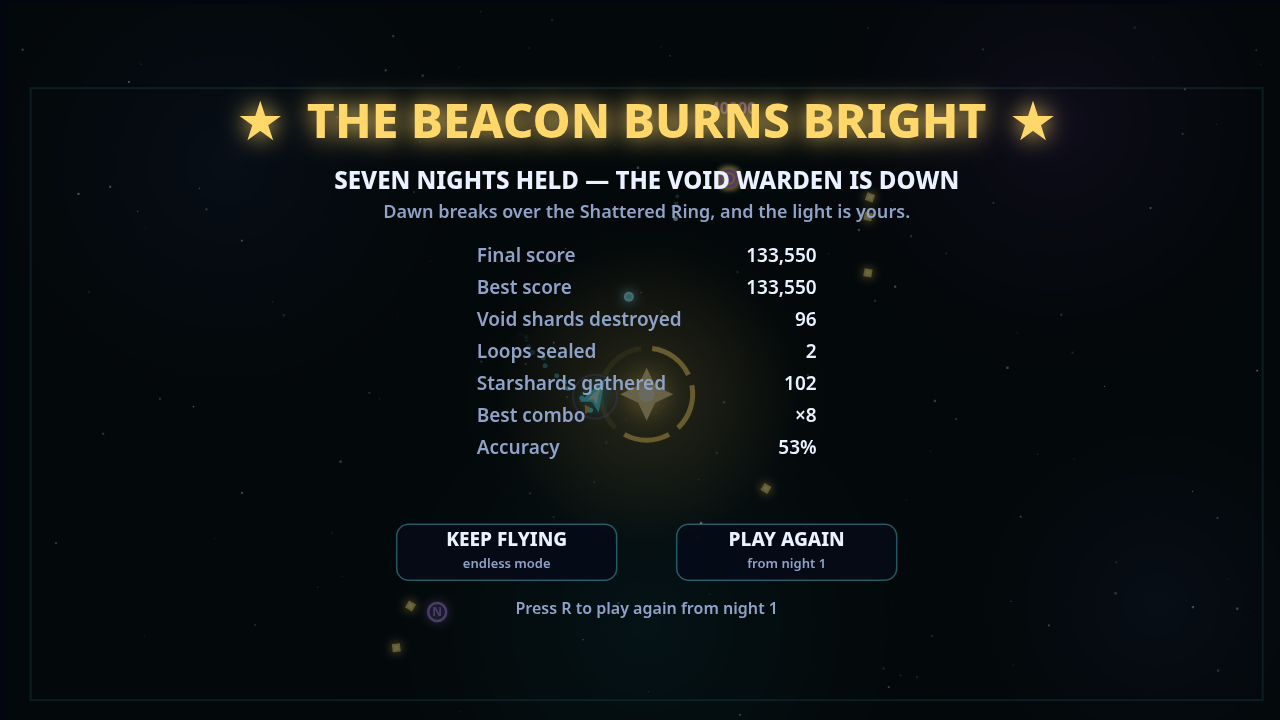 ★ THE BEACON BURNS BRIGHT ★
SEVEN NIGHTS HELD — THE VOID WARDEN IS DOWN
Dawn breaks over the Shattered Ring, and the light is yours.
Final score 133,550
Best score 133,550
Void shards destroyed 96
Loops sealed 2
Starshards gathered 102
Best combo ×8
Accuracy 53%
KEEP FLYING PLAY AGAIN
endless mode from night 1
N
Press R to play again from night 1